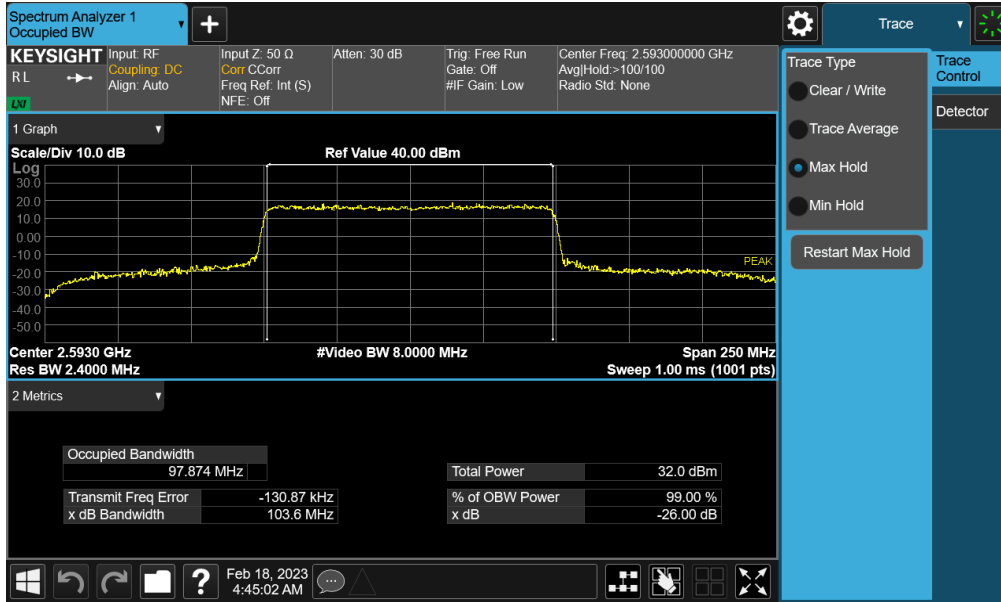 Spectrum Analyzer 1
Occupied BW
Trace
KEYSIGHT
R L
LXI
Input: RF
Coupling: DC
Align: Auto
Input Z: 50 Ω
Corr CCorr
Freq Ref: Int (S)
NFE: Off
Atten: 30 dB
Trig: Free Run
Gate: Off
#IF Gain: Low
Center Freq: 2.593000000 GHz
Avg|Hold:>100/100
Radio Std: None
Trace Type
Clear / Write
Trace Average
Max Hold
Min Hold
Restart Max Hold
Trace
Control
Detector
1 Graph
Scale/Div 10.0 dB
Ref Value 40.00 dBm
Log
30.0
20.0
10.0
0.00
-10.0
-20.0
-30.0
-40.0
-50.0
PEAK
Center 2.5930 GHz
#Video BW 8.0000 MHz
Span 250 MHz
Res BW 2.4000 MHz
Sweep 1.00 ms (1001 pts)
2 Metrics
Occupied Bandwidth
97.874 MHz
Total Power 32.0 dBm
Transmit Freq Error -130.87 kHz
% of OBW Power 99.00 %
x dB Bandwidth 103.6 MHz
x dB -26.00 dB
?
Feb 18, 2023
4:45:02 AM